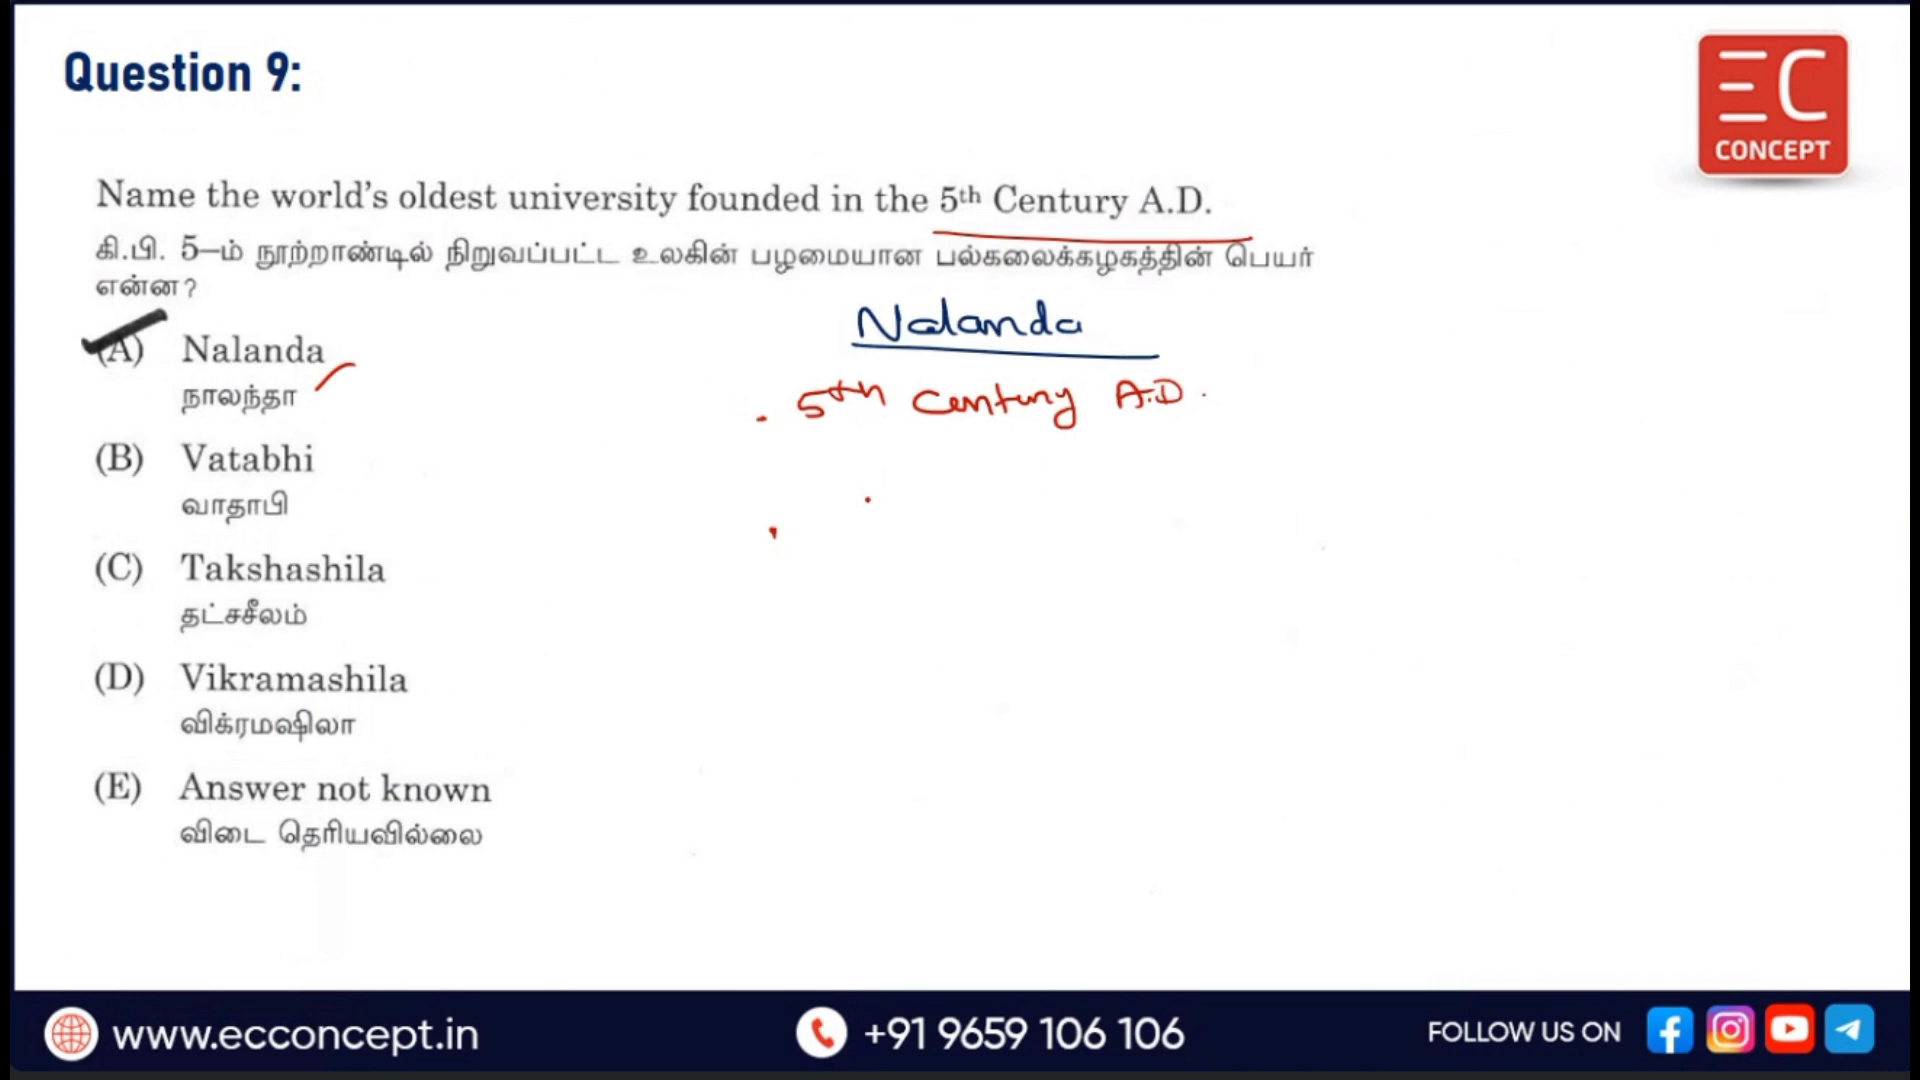 Question 9:
EC
CONCEPT
Name the world's oldest university founded in the 5th Century A.D.
கி.பி. 5–ம் நூற்றாண்டில் நிறுவப்பட்ட உலகின் பழமையான பல்கலைக்கழகத்தின் பெயர்
என்ன?
(A) Nalanda
நாலந்தா
Nalanda
5th Century A.D.
(B) Vatabhi
வாதாபி
(C) Takshashila
தட்சசீலம்
(D) Vikramashila
விக்ரமஷிலா
(E) Answer not known
விடை தெரியவில்லை
www.ecconcept.in
+91 9659 106 106
FOLLOW US ON